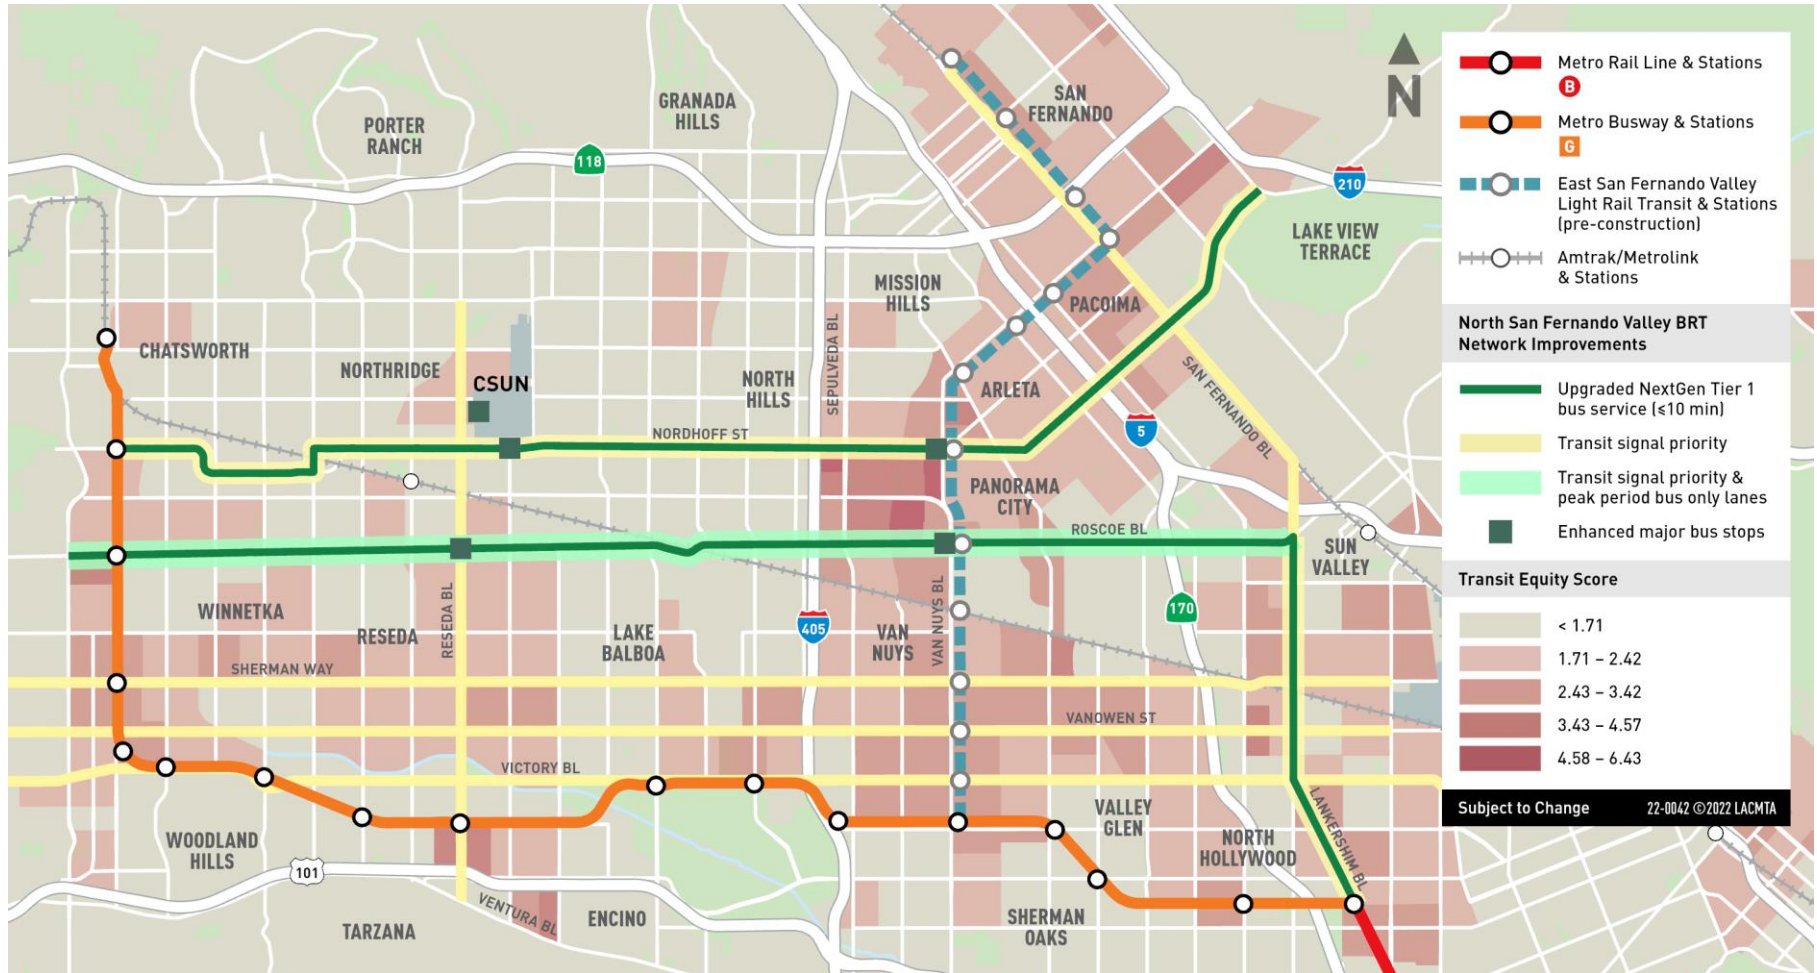 GRANADA
HILLS
PORTER
RANCH
118
SAN
FERNANDO
N
210
LAKE VIEW
TERRACE
MISSION
HILLS
PACOIMA
CHATSWORTH
NORTHRIDGE
CSUN
NORTH
HILLS
SEPULVEDA BL
ARLETA
SAN FERNANDO BL
5
NORDHOFF ST
PANORAMA
CITY
ROSCOE BL
SUN
VALLEY
WINNETKA
RESEDA
RESEDA BL
LAKE
BALBOA
405
VAN
NUYS
VAN NUYS BL
170
SHERMAN WAY
VANOWEN ST
VICTORY BL
WOODLAND
HILLS
101
VALLEY
GLEN
NORTH
HOLLYWOOD
LANKERSHIM BL
TARZANA
VENTURA BL
ENCINO
SHERMAN
OAKS
Metro Rail Line & Stations
B
Metro Busway & Stations
G
East San Fernando Valley
Light Rail Transit & Stations
(pre-construction)
Amtrak/Metrolink
& Stations
North San Fernando Valley BRT
Network Improvements
Upgraded NextGen Tier 1
bus service (≤10 min)
Transit signal priority
Transit signal priority &
peak period bus only lanes
Enhanced major bus stops
Transit Equity Score
< 1.71
1.71 – 2.42
2.43 – 3.42
3.43 – 4.57
4.58 – 6.43
Subject to Change 22-0042 ©2022 LACMTA